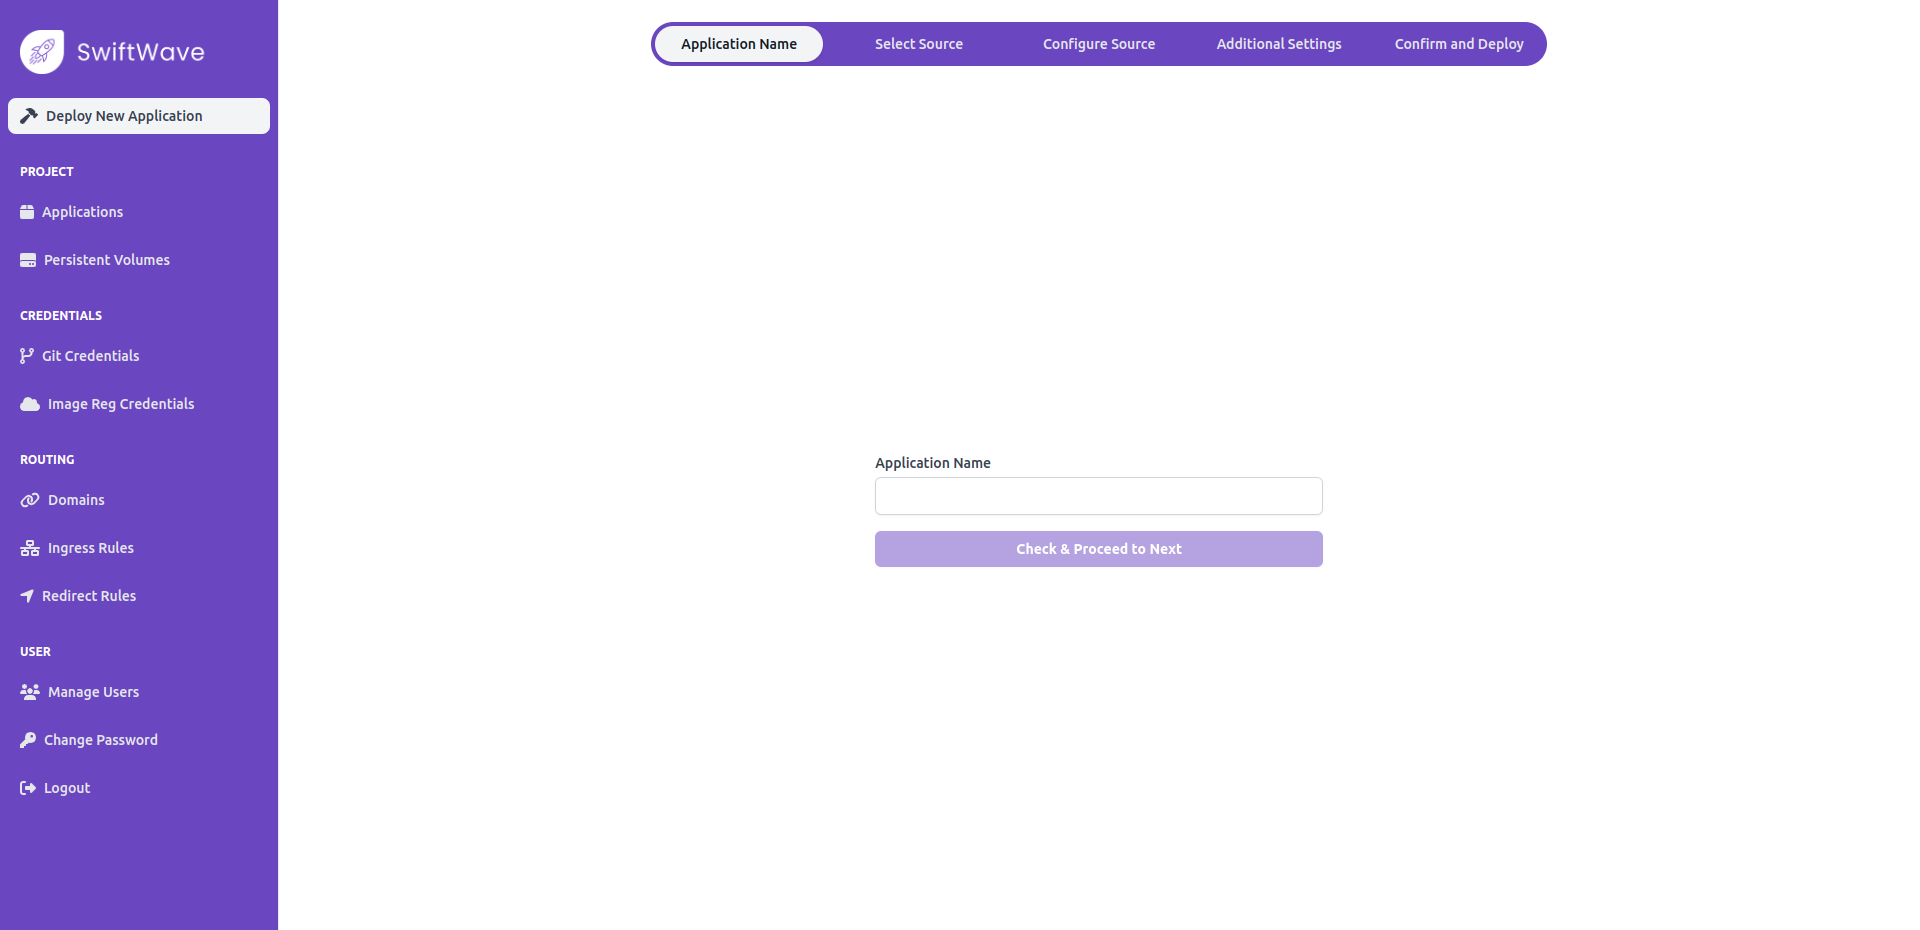 SwiftWave
Deploy New Application
PROJECT
Applications
Persistent Volumes
CREDENTIALS
Git Credentials
Image Reg Credentials
ROUTING
Domains
Ingress Rules
Redirect Rules
USER
Manage Users
Change Password
Logout
Application Name Select Source Configure Source Additional Settings Confirm and Deploy
Application Name
Check & Proceed to Next